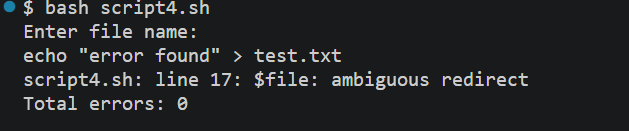 $ bash script4.sh
Enter file name:
echo "error found" > test.txt
script4.sh: line 17: $file: ambiguous redirect
Total errors: 0